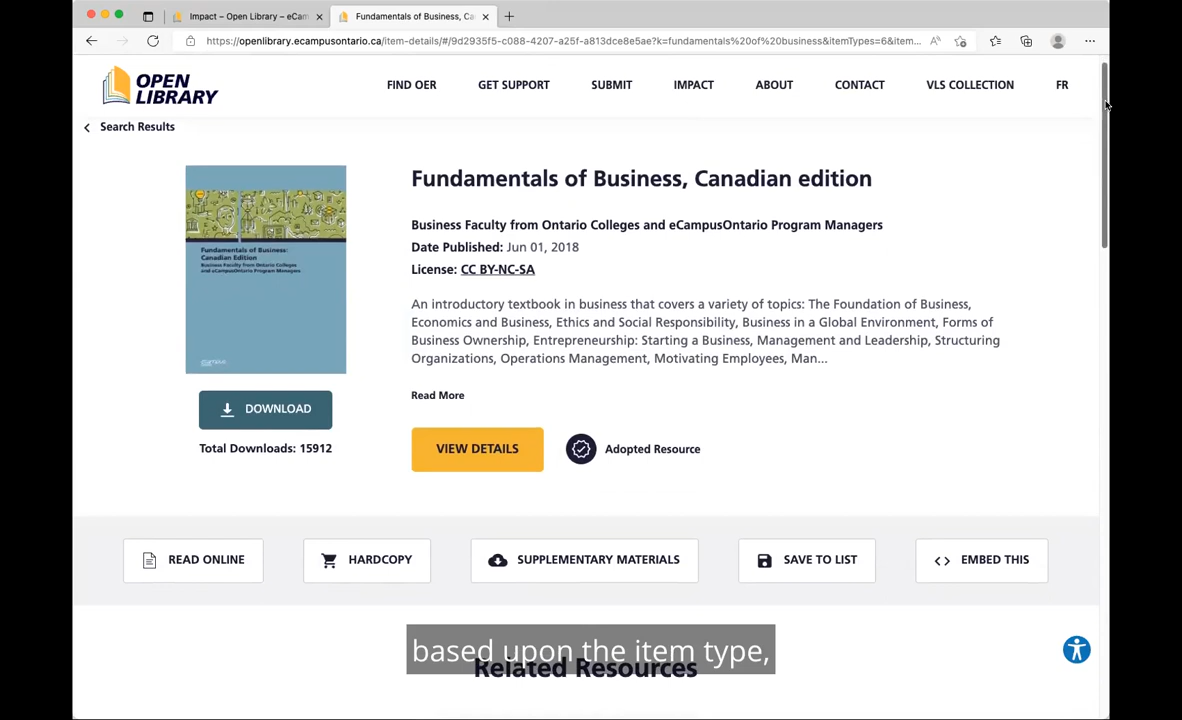 Impact – Open Library – eCam
Fundamentals of Business, Ca
https://openlibrary.ecampusontario.ca/item-details/#/9d2935f5-c088-4207-a25f-a813dce8e5ae?k=fundamentals%20of%20business&itemTypes=6&item...
OPEN
LIBRARY
FIND OER
GET SUPPORT
SUBMIT
IMPACT
ABOUT
CONTACT
VLS COLLECTION
FR
Search Results
Fundamentals of Business:
Canadian Edition
Business Faculty from Ontario Colleges
and eCampusOntario Program Managers
DOWNLOAD
Total Downloads: 15912
Fundamentals of Business, Canadian edition
Business Faculty from Ontario Colleges and eCampusOntario Program Managers
Date Published: Jun 01, 2018
License: CC BY-NC-SA
An introductory textbook in business that covers a variety of topics: The Foundation of Business,
Economics and Business, Ethics and Social Responsibility, Business in a Global Environment, Forms of
Business Ownership, Entrepreneurship: Starting a Business, Management and Leadership, Structuring
Organizations, Operations Management, Motivating Employees, Man...
Read More
VIEW DETAILS
Adopted Resource
READ ONLINE
HARDCOPY
SUPPLEMENTARY MATERIALS
SAVE TO LIST
EMBED THIS
based upon the item type,
Related Resources